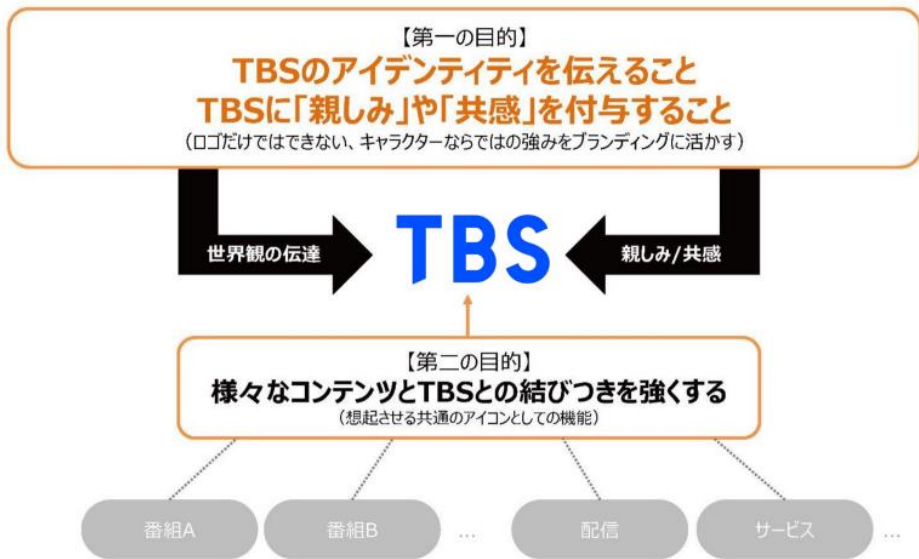 【第一の目的】
TBSのアイデンティティを伝えること
TBSに「親しみ」や「共感」を付与すること
（ロゴだけではできない、キャラクターならではの強みをブランディングに活かす）
世界観の伝達
TBS
親しみ/共感
【第二の目的】
様々なコンテンツとTBSとの結びつきを強くする
（想起させる共通のアイコンとしての機能）
番組A
番組B
…
配信
サービス
…